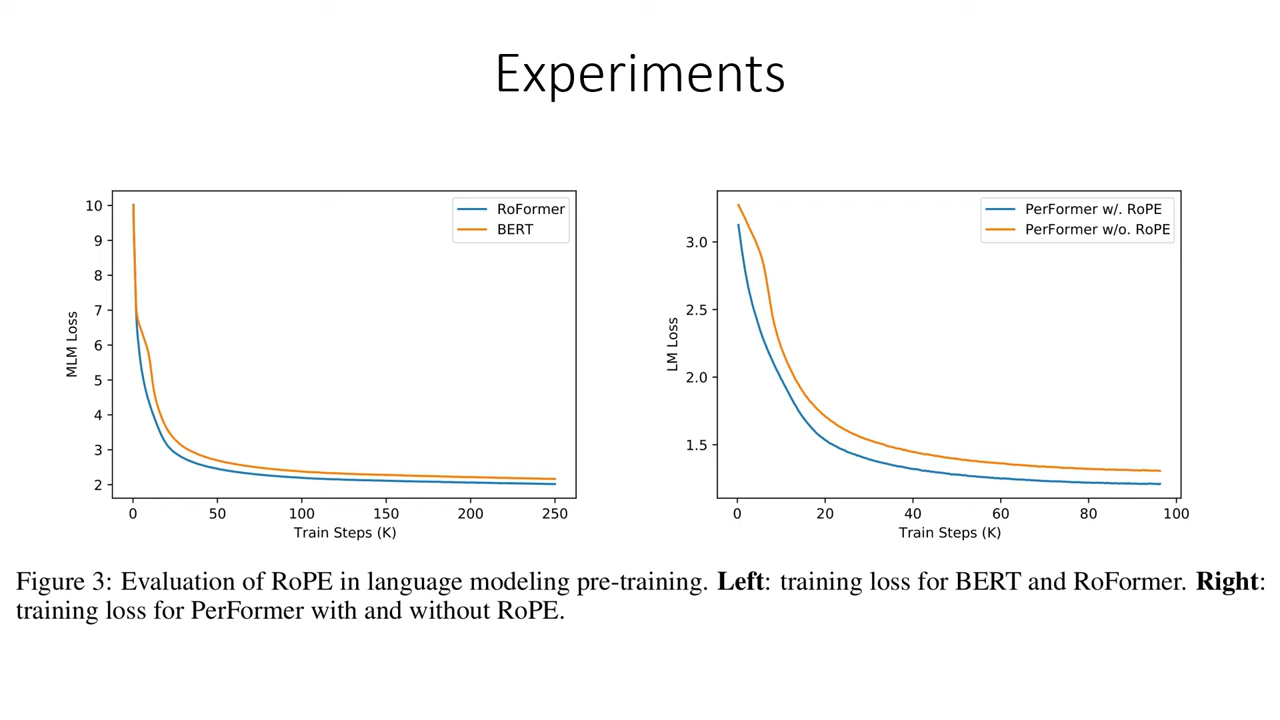 Experiments
10
9
8
7
6
5
4
3
2
MLM Loss
RoFormer
BERT
0 50 100 150 200 250
Train Steps (K)
3.0
2.5
2.0
1.5
LM Loss
PerFormer w/. RoPE
PerFormer w/o. RoPE
0 20 40 60 80 100
Train Steps (K)
Figure 3: Evaluation of RoPE in language modeling pre-training. Left: training loss for BERT and RoFormer. Right:
training loss for PerFormer with and without RoPE.